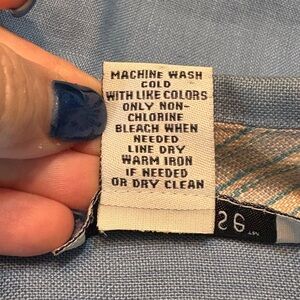 MACHINE WASH
COLD
WITH LIKE COLORS
ONLY NON-
CHLORINE
BLEACH WHEN
NEEDED
LINE DRY
WARM IRON
IF NEEDED
OR DRY CLEAN